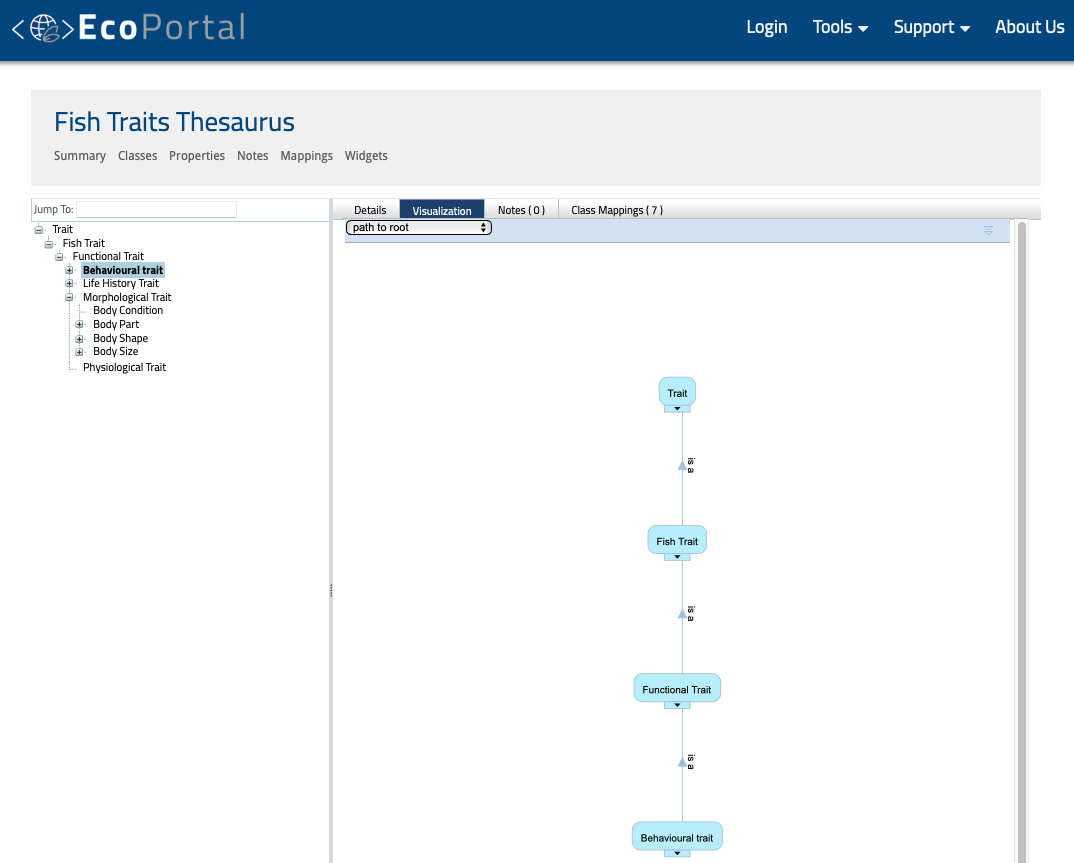 <EcoPortal>
Login Tools Support About Us
Fish Traits Thesaurus
Summary Classes Properties Notes Mappings Widgets
Jump To:
Details Visualization Notes ( 0 ) Class Mappings ( 7 )
path to root
Trait
Fish Trait
Functional Trait
Behavioural trait
Life History Trait
Morphological Trait
Body Condition
Body Part
Body Shape
Body Size
Physiological Trait
Trait
is a
Fish Trait
is a
Functional Trait
is a
Behavioural trait